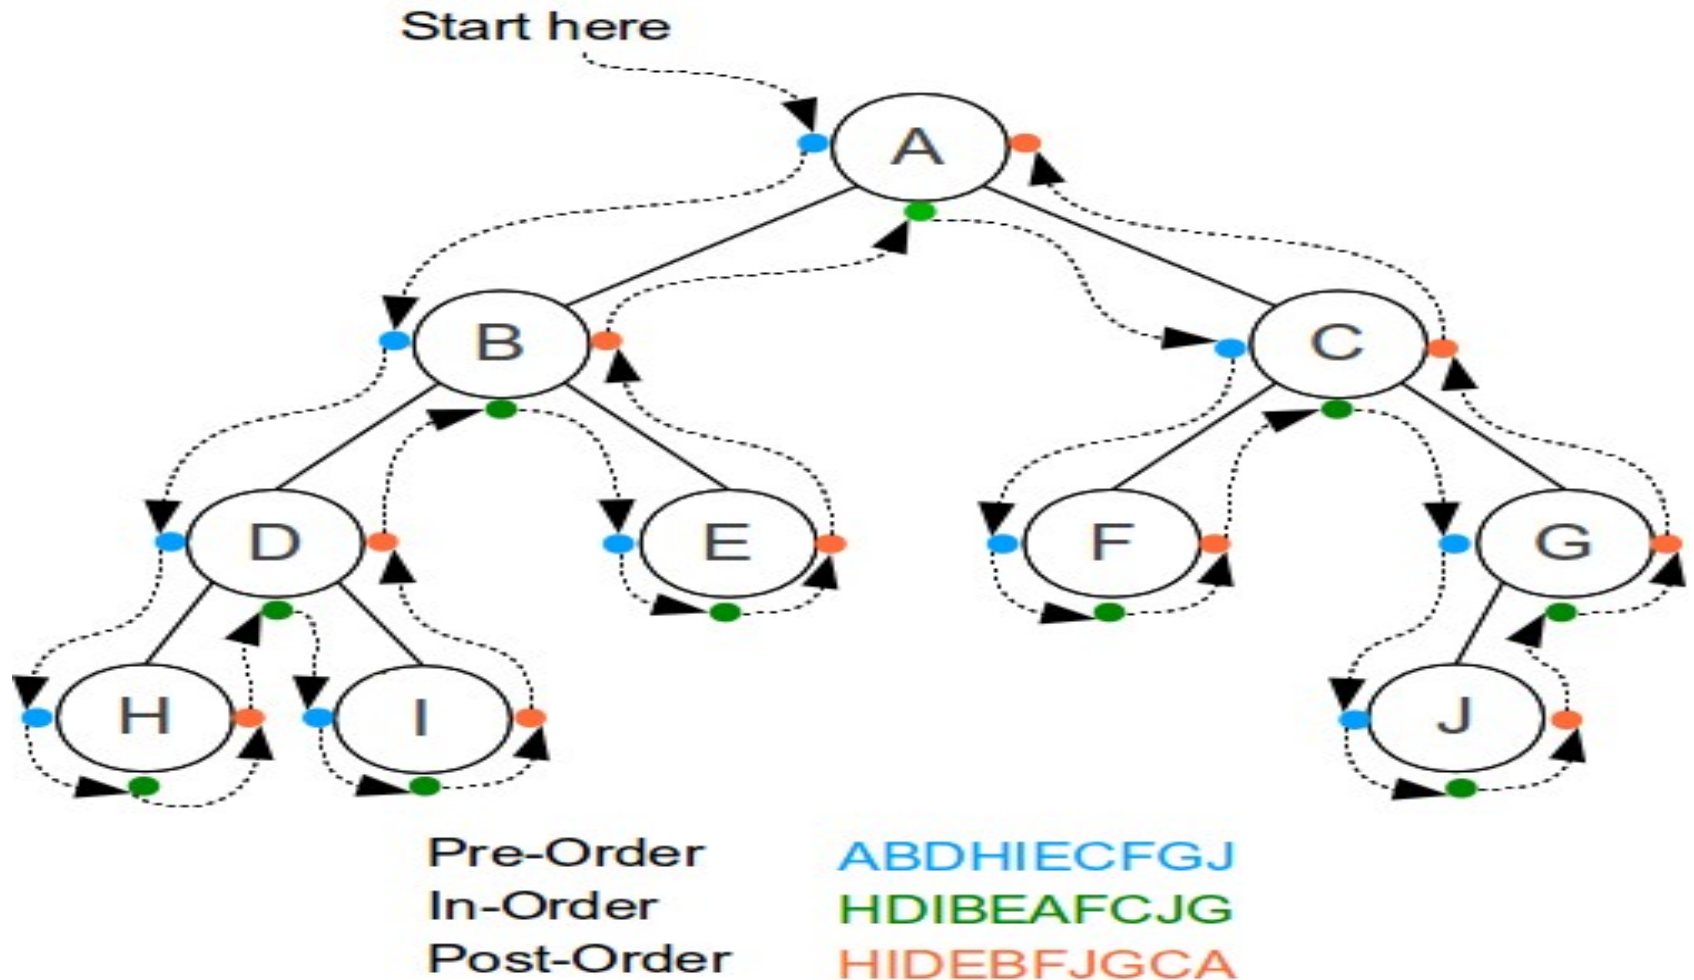 Start here
A
B C
D E F G
H I J
Pre-Order ABDHIECFGJ
In-Order HDIBEAFCJG
Post-Order HIDEBFJGCA